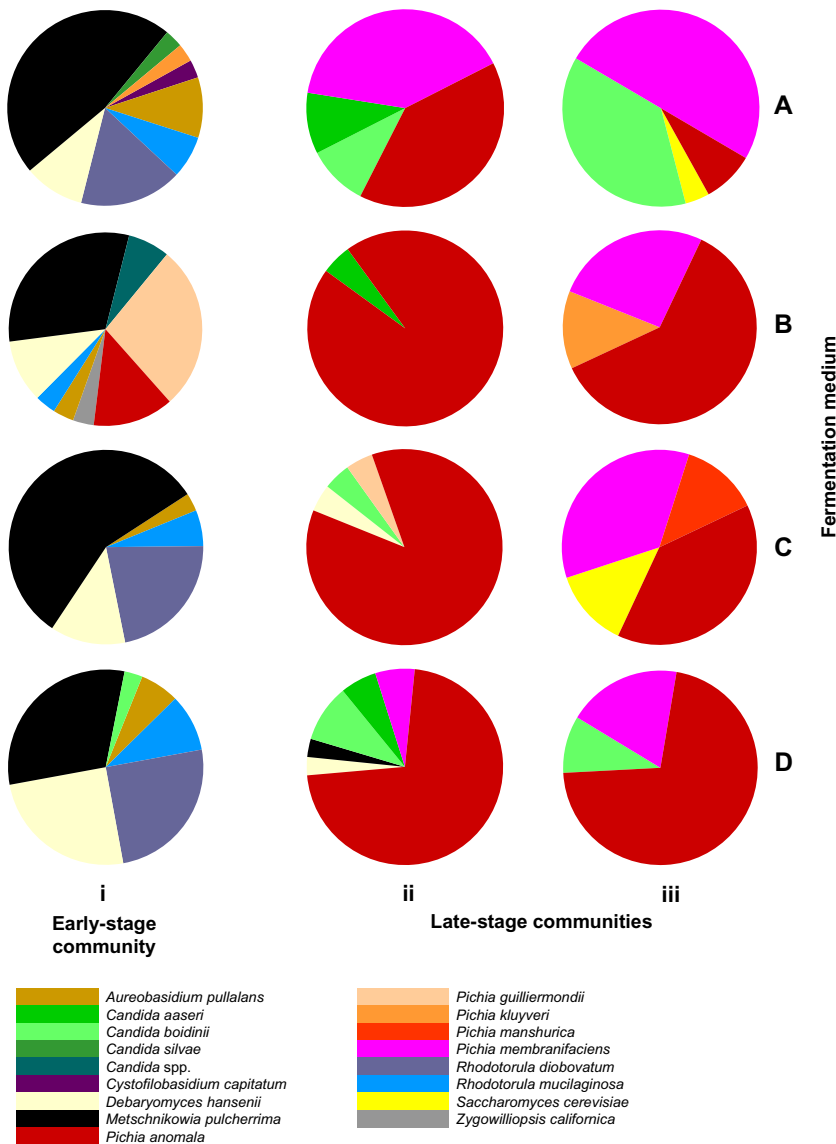 A
B
C
D
Fermentation medium
i
ii
iii
Early-stage
community
Late-stage communities
Aureobasidium pullalans
Candida aaseri
Candida boidinii
Candida silvae
Candida spp.
Cystofilobasidium capitatum
Debaryomyces hansenii
Metschnikowia pulcherrima
Pichia anomala
Pichia guilliermondii
Pichia kluyveri
Pichia manshurica
Pichia membranifaciens
Rhodotorula diobovatum
Rhodotorula mucilaginosa
Saccharomyces cerevisiae
Zygowilliopsis californica